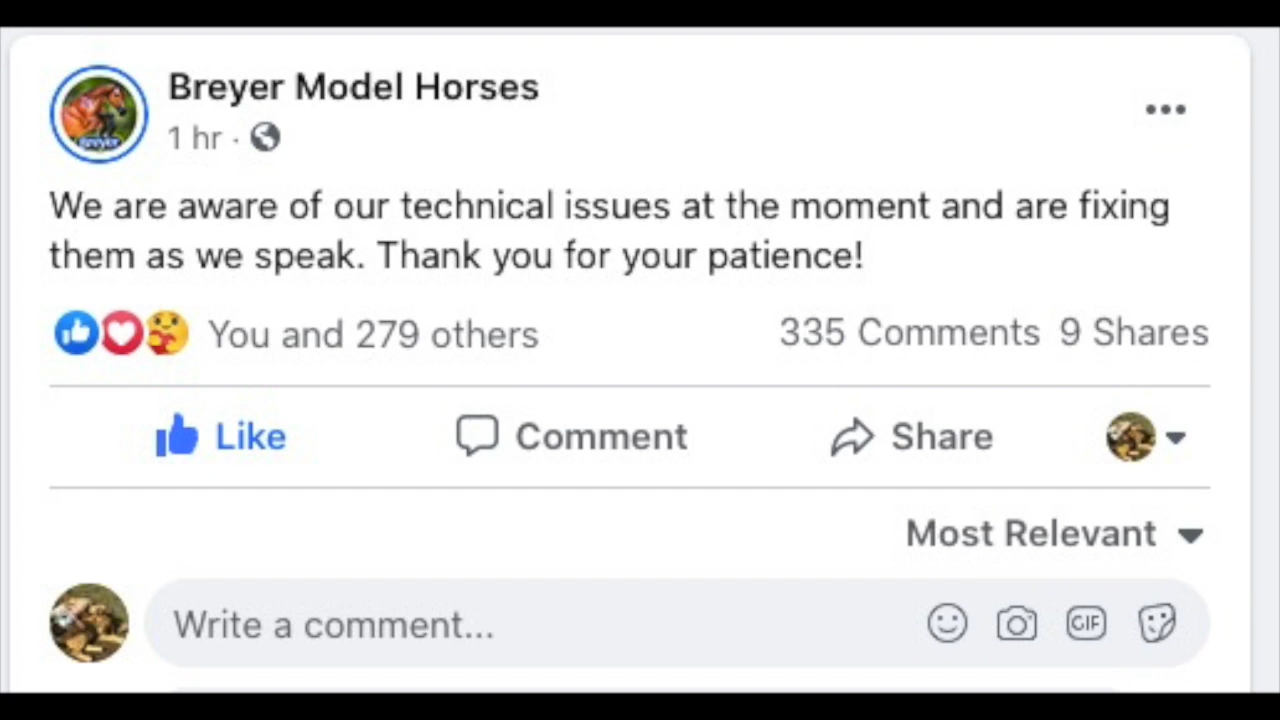 Breyer Model Horses
1 hr ·
We are aware of our technical issues at the moment and are fixing
them as we speak. Thank you for your patience!
You and 279 others 335 Comments 9 Shares
Like Comment Share
Most Relevant
Write a comment... GIF